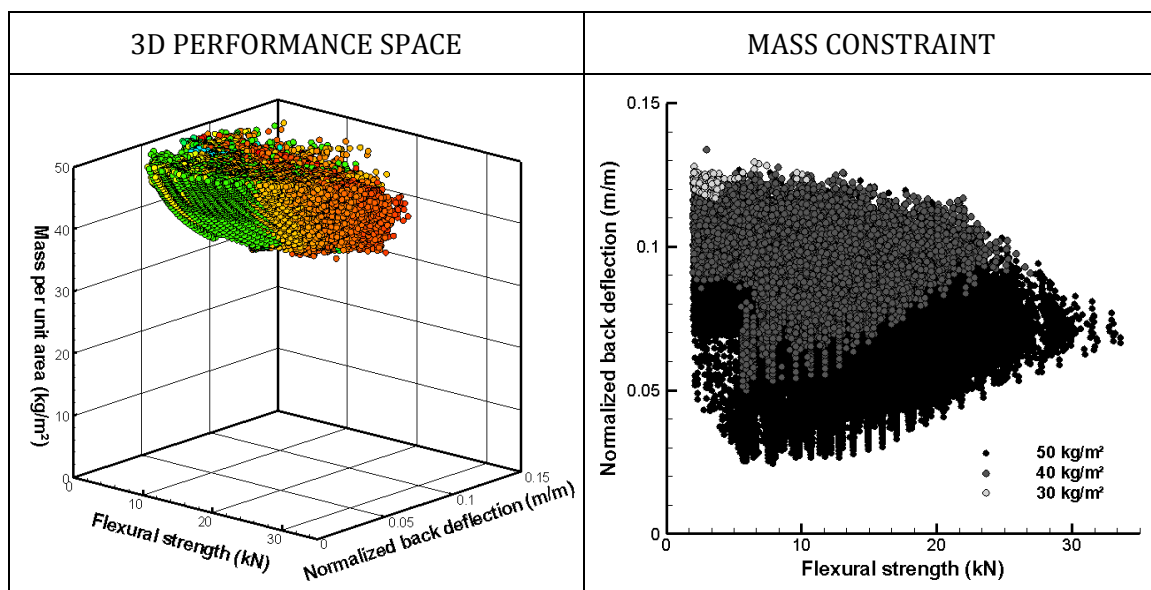 3D PERFORMANCE SPACE
MASS CONSTRAINT
50
40
30
20
10
0
Mass per unit area (kg/m²)
0
10
20
30
Flexural strength (kN)
0
0.05
0.1
0.15
Normalized back deflection (m/m)
0.15
0.1
0.05
0
Normalized back deflection (m/m)
50 kg/m²
40 kg/m²
30 kg/m²
10
20
30
Flexural strength (kN)